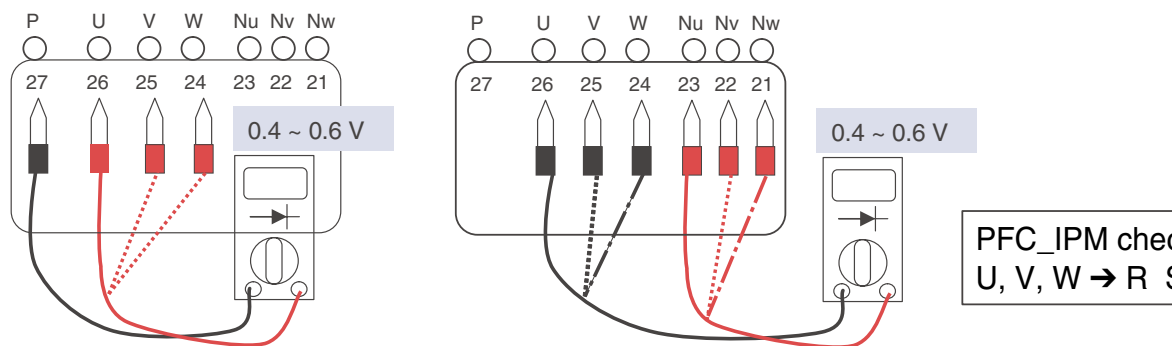 P U V W Nu Nv Nw
27 26 25 24 23 22 21
0.4 ~ 0.6 V
P U V W Nu Nv Nw
27 26 25 24 23 22 21
0.4 ~ 0.6 V
PFC_IPM
U, V, W ➔ R